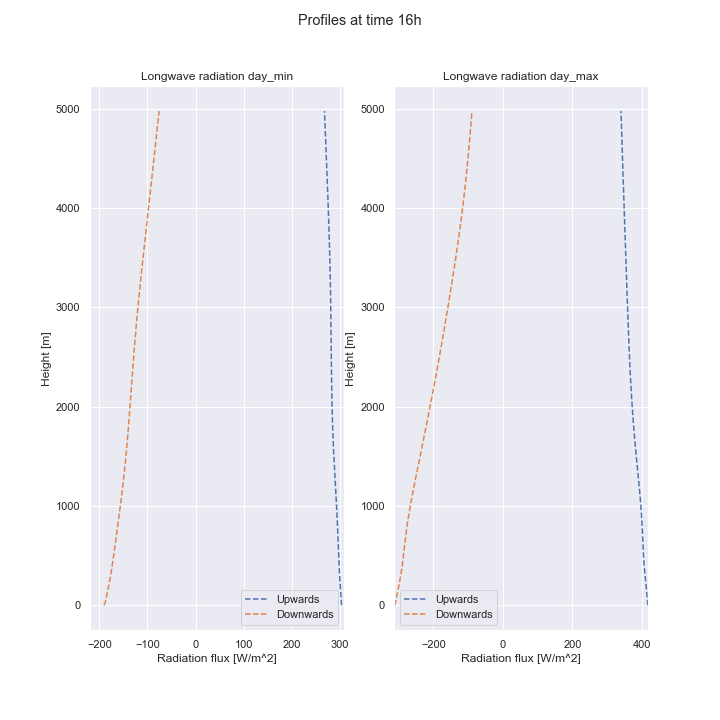 Profiles at time 16h
Longwave radiation day_min
5000
4000
3000
2000
1000
0
Height [m]
−200 −100 0 100 200 300
Radiation flux [W/m^2]
Upwards
Downwards
Longwave radiation day_max
5000
4000
3000
2000
1000
0
Height [m]
−200 0 200 400
Radiation flux [W/m^2]
Upwards
Downwards